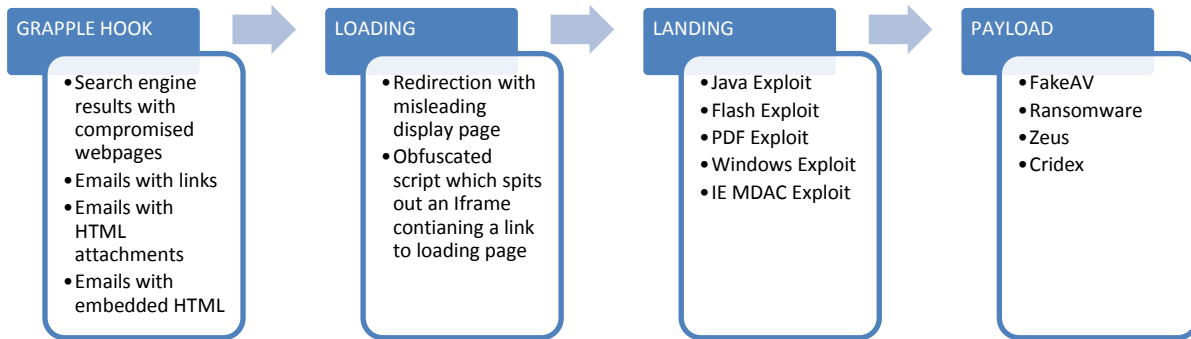 GRAPPLE HOOK
•Search engine
results with
compromised
webpages
•Emails with links
•Emails with
HTML
attachments
•Emails with
embedded HTML
LOADING
•Redirection with
misleading
display page
•Obfuscated
script which spits
out an Iframe
contianing a link
to loading page
LANDING
•Java Exploit
•Flash Exploit
•PDF Exploit
•Windows Exploit
•IE MDAC Exploit
PAYLOAD
•FakeAV
•Ransomware
•Zeus
•Cridex